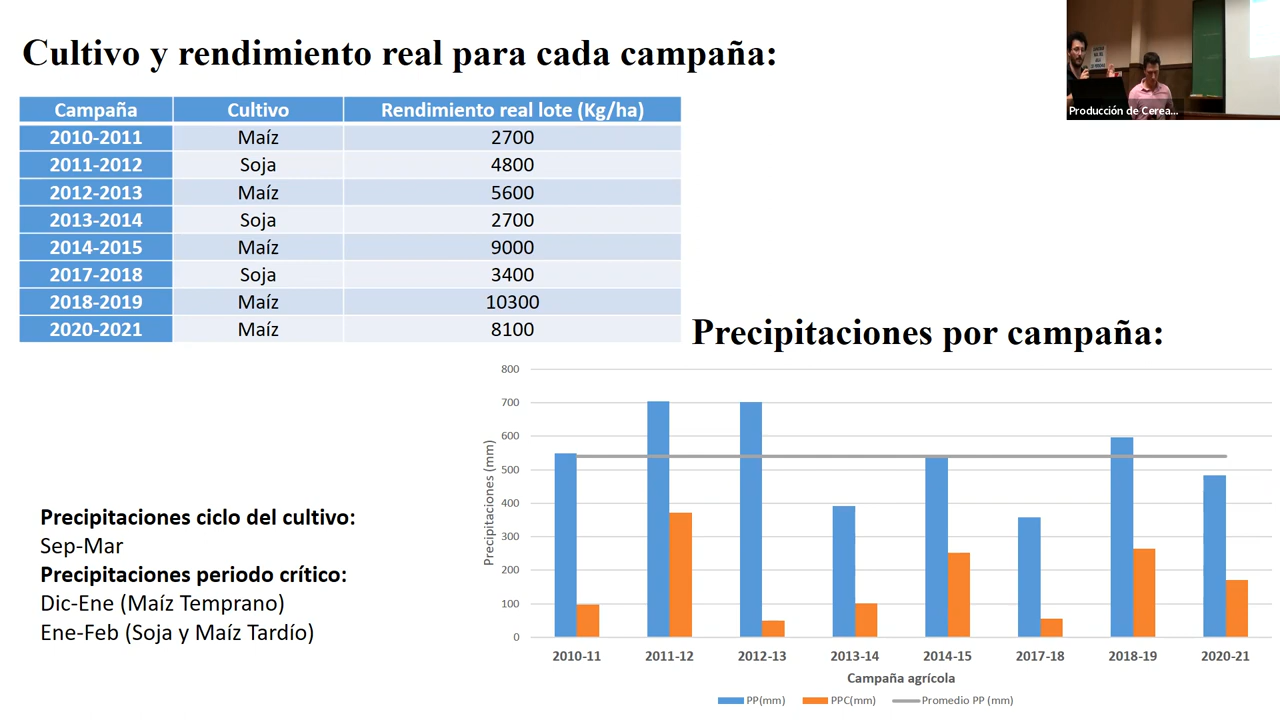 Cultivo y rendimiento real para cada campaña:
Producción de Cerea...
Campaña Cultivo Rendimiento real lote (Kg/ha)
2010-2011 Maíz 2700
2011-2012 Soja 4800
2012-2013 Maíz 5600
2013-2014 Soja 2700
2014-2015 Maíz 9000
2017-2018 Soja 3400
2018-2019 Maíz 10300
2020-2021 Maíz 8100
Precipitaciones por campaña:
800
700
600
500
400
300
200
100
0
Precipitaciones (mm)
2010-11 2011-12 2012-13 2013-14 2014-15 2017-18 2018-19 2020-21
Campaña agrícola
PP(mm) PPC(mm) Promedio PP (mm)
Precipitaciones ciclo del cultivo:
Sep-Mar
Precipitaciones periodo crítico:
Dic-Ene (Maíz Temprano)
Ene-Feb (Soja y Maíz Tardío)